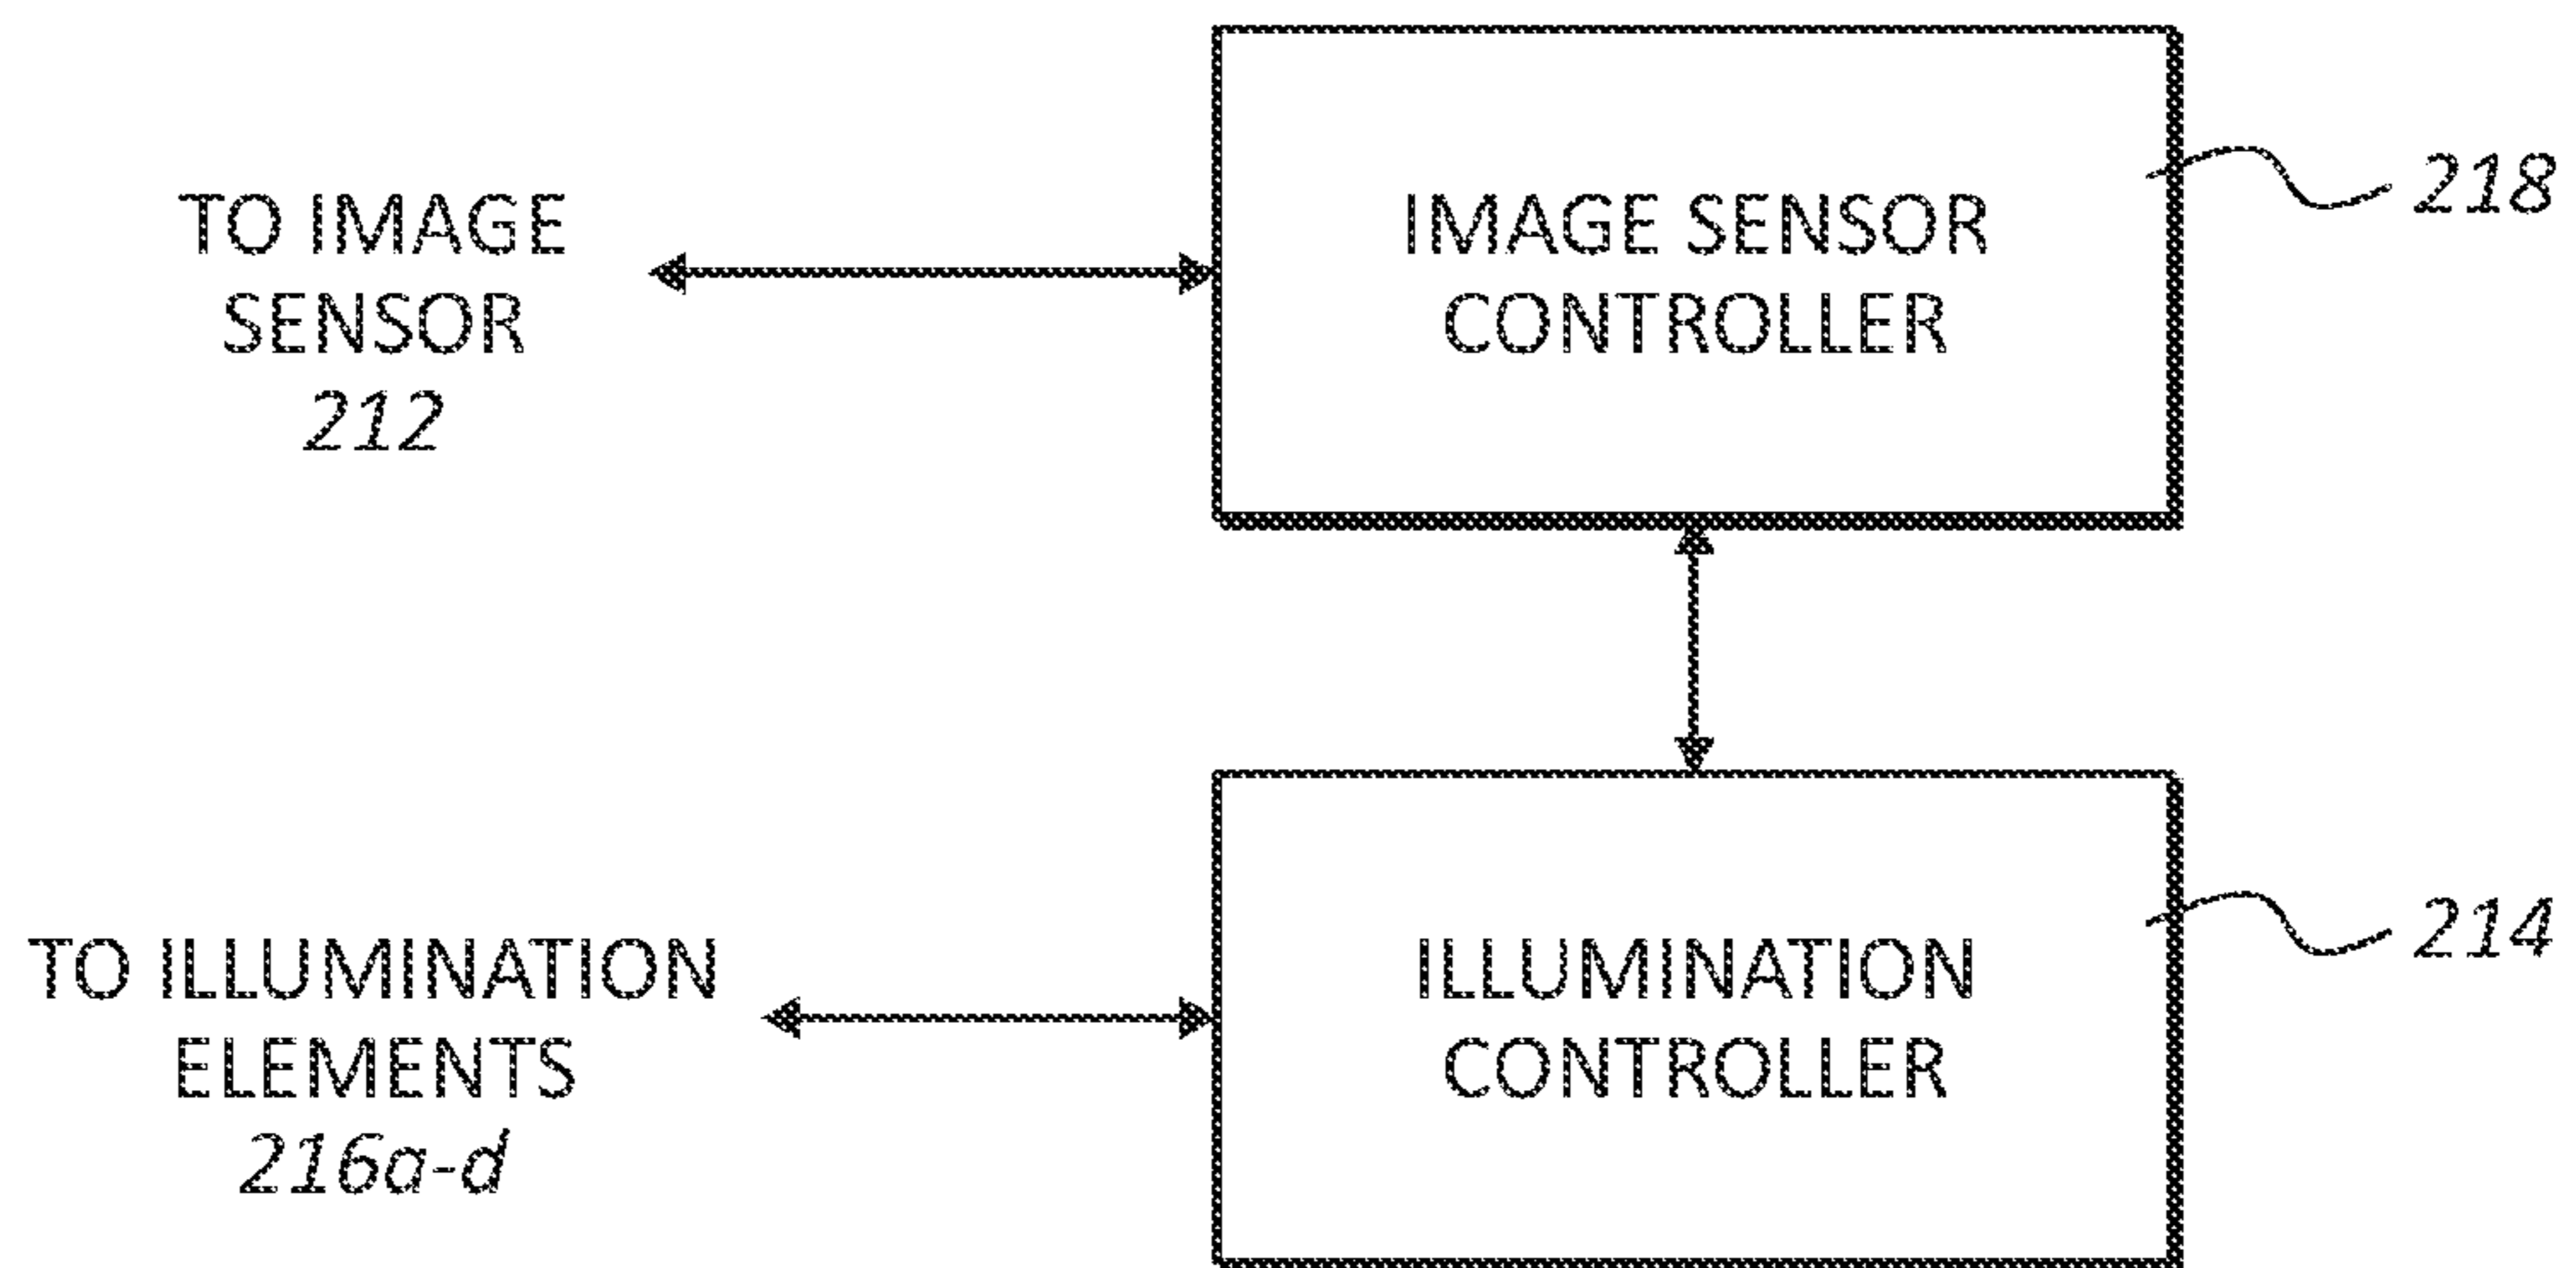 TO IMAGE
SENSOR
212
IMAGE SENSOR
CONTROLLER
218
TO ILLUMINATION
ELEMENTS
216a-d
ILLUMINATION
CONTROLLER
214